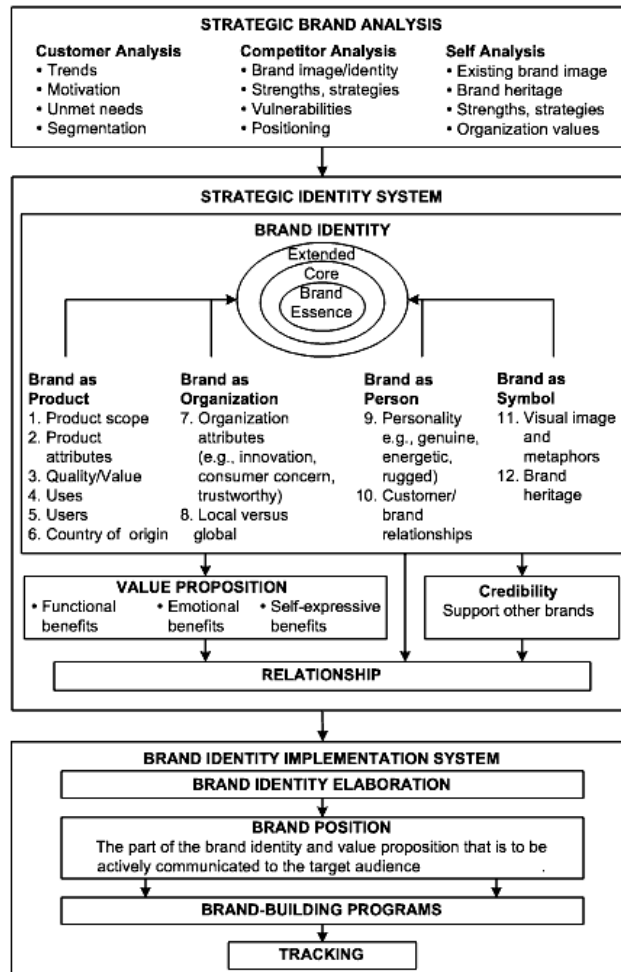 STRATEGIC BRAND ANALYSIS
Customer Analysis
• Trends
• Motivation
• Unmet needs
• Segmentation
Competitor Analysis
• Brand image/identity
• Strengths, strategies
• Vulnerabilities
• Positioning
Self Analysis
• Existing brand image
• Brand heritage
• Strengths, strategies
• Organization values
STRATEGIC IDENTITY SYSTEM
BRAND IDENTITY
Extended
Core
Brand
Essence
Brand as
Product
1. Product scope
2. Product
attributes
3. Quality/Value
4. Uses
5. Users
6. Country of origin
Brand as
Organization
7. Organization
attributes
(e.g., innovation,
consumer concern,
trustworthy)
8. Local versus
global
Brand as
Person
9. Personality
e.g., genuine,
energetic,
rugged)
10. Customer/
brand
relationships
Brand as
Symbol
11. Visual image
and
metaphors
12. Brand
heritage
VALUE PROPOSITION
• Functional
benefits
• Emotional
benefits
• Self-expressive
benefits
Credibility
Support other brands
RELATIONSHIP
BRAND IDENTITY IMPLEMENTATION SYSTEM
BRAND IDENTITY ELABORATION
BRAND POSITION
The part of the brand identity and value proposition that is to be
actively communicated to the target audience .
BRAND-BUILDING PROGRAMS
TRACKING